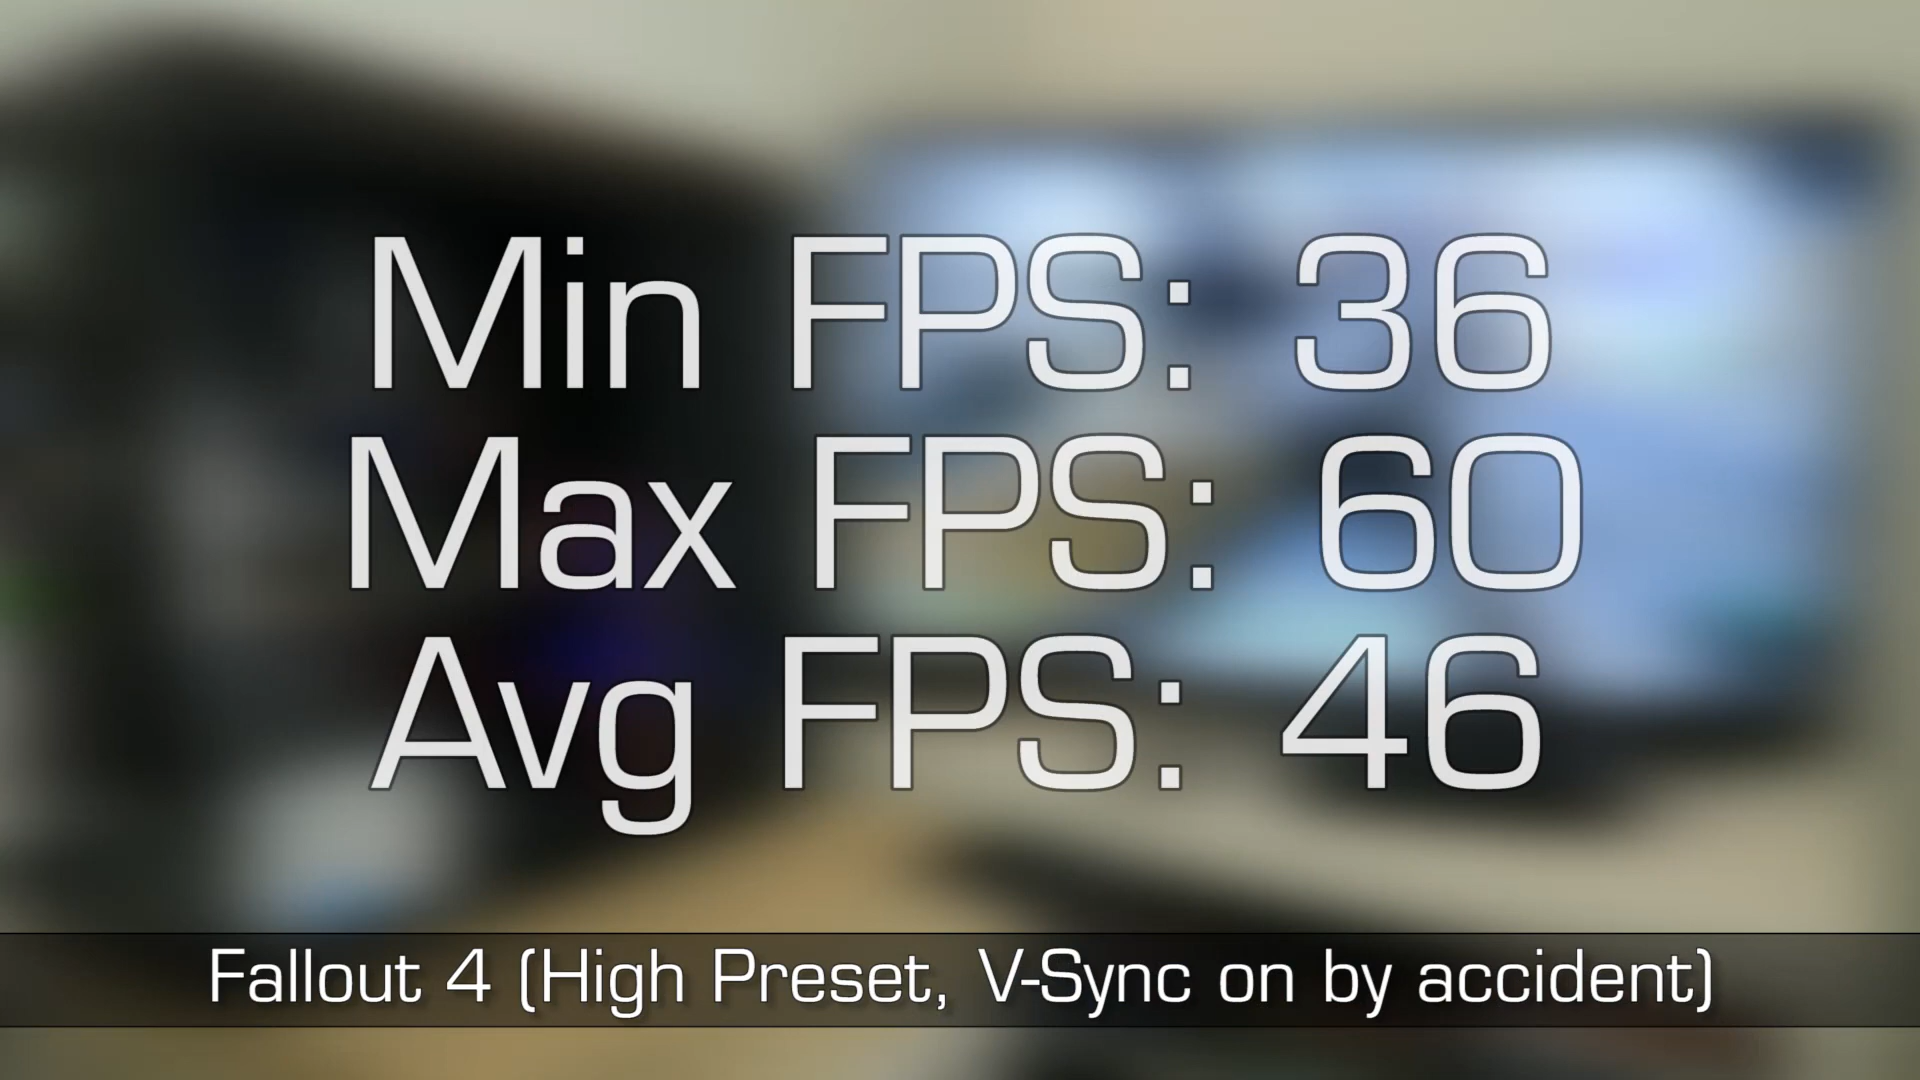 Min FPS: 36
Max FPS: 60
Avg FPS: 46
Fallout 4 (High Preset, V-Sync on by accident)